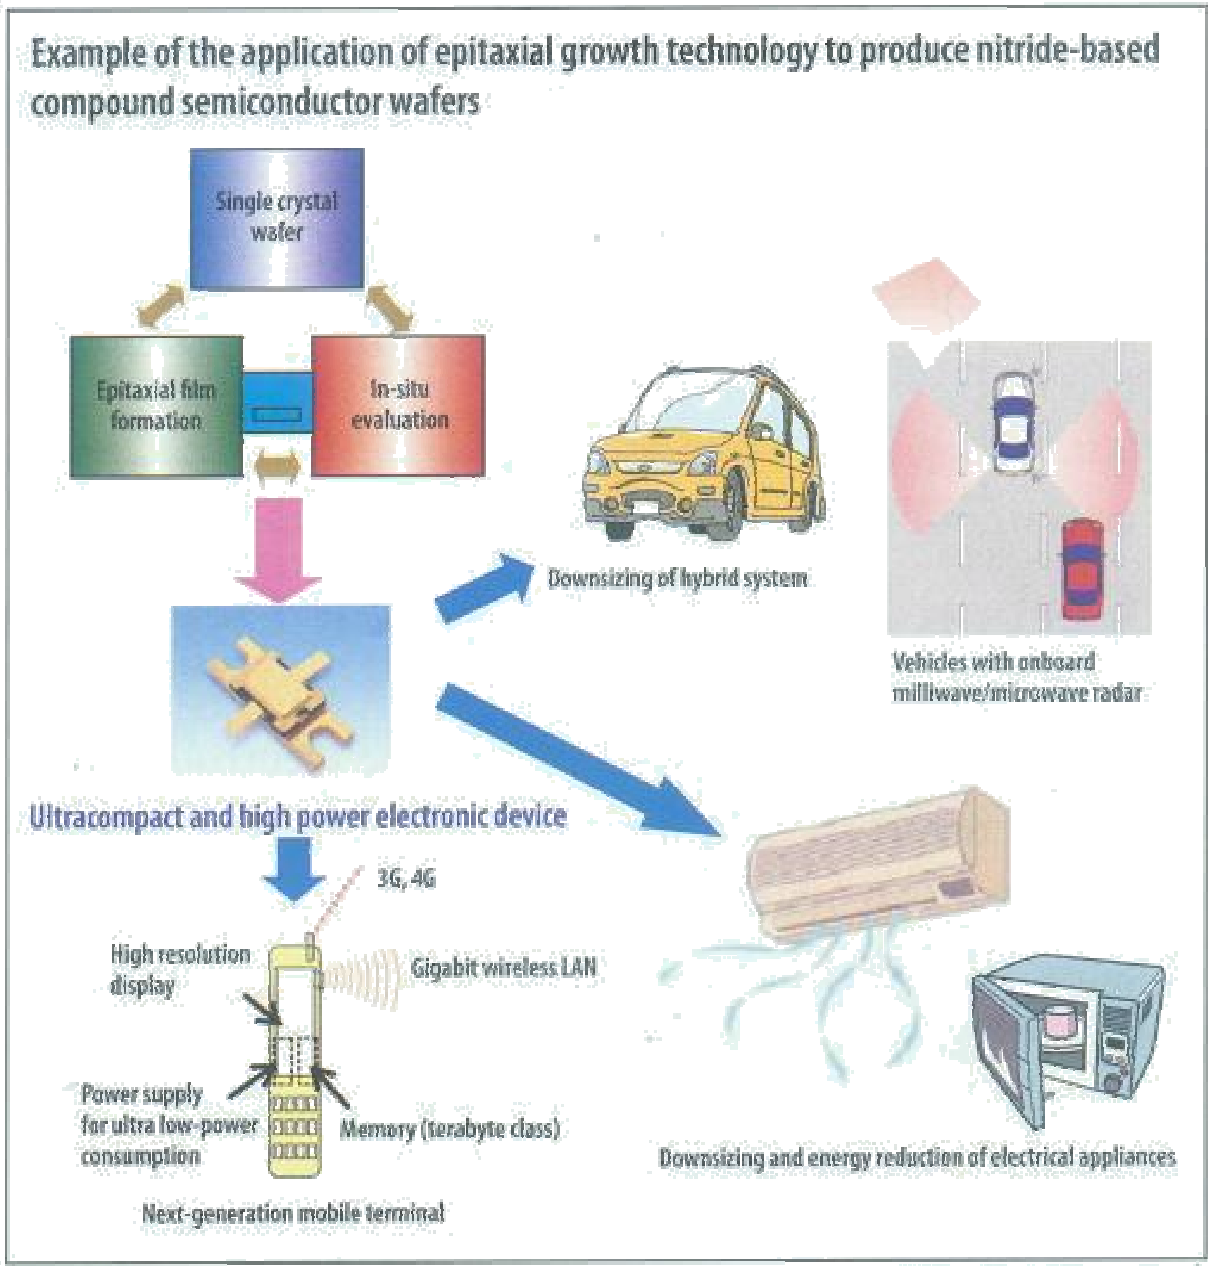 Example of the application of epitaxial growth technology to produce nitride-based
compound semiconductor wafers
Single crystal
wafer
Epitaxial film
formation
In-situ
evaluation
Downsizing of hybrid system
Vehicles with onboard
milliwave/microwave radar
Ultracompact and high power electronic device
3G, 4G
High resolution
display
Gigabit wireless LAN
Power supply
for ultra low-power
consumption
Memory (terabyte class)
Next-generation mobile terminal
Downsizing and energy reduction of electrical appliances